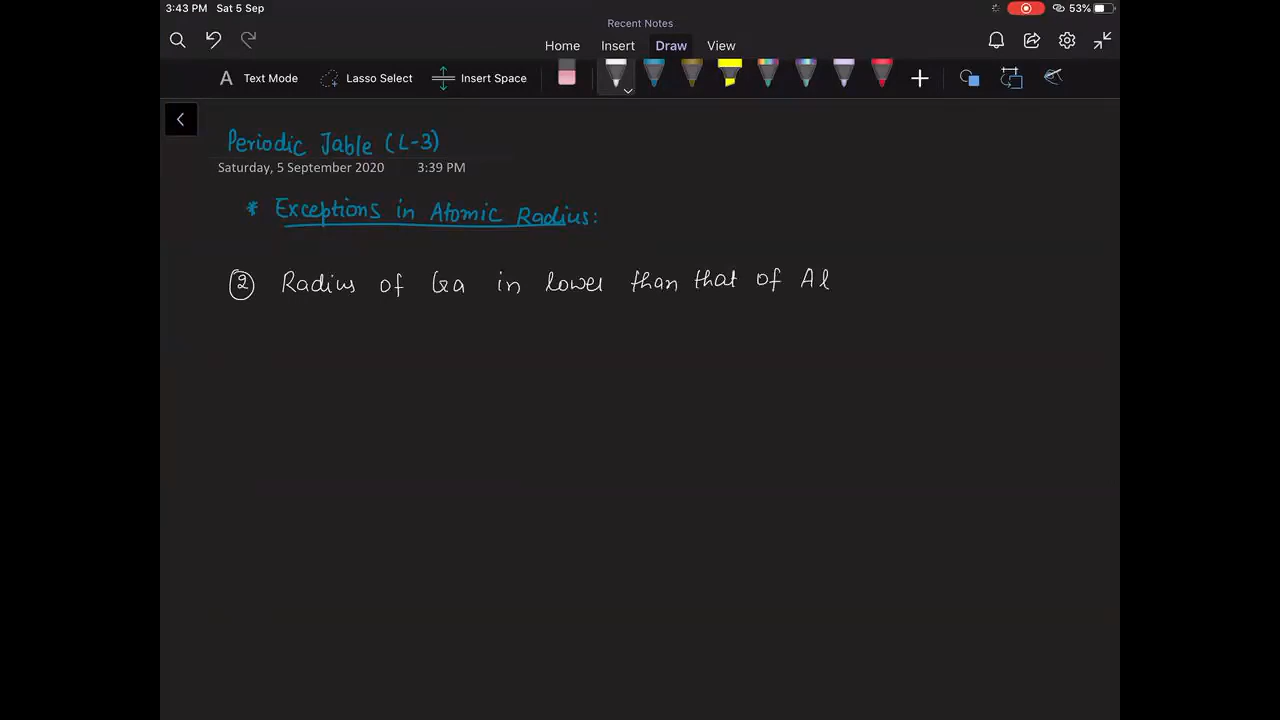 3:43 PM Sat 5 Sep 53%
Recent Notes
Home Insert Draw View
A Text Mode Lasso Select Insert Space
Periodic Table (L-3)
Saturday, 5 September 2020 3:39 PM
* Exceptions in Atomic Radius:
② Radius of Ga in lower than that of Al